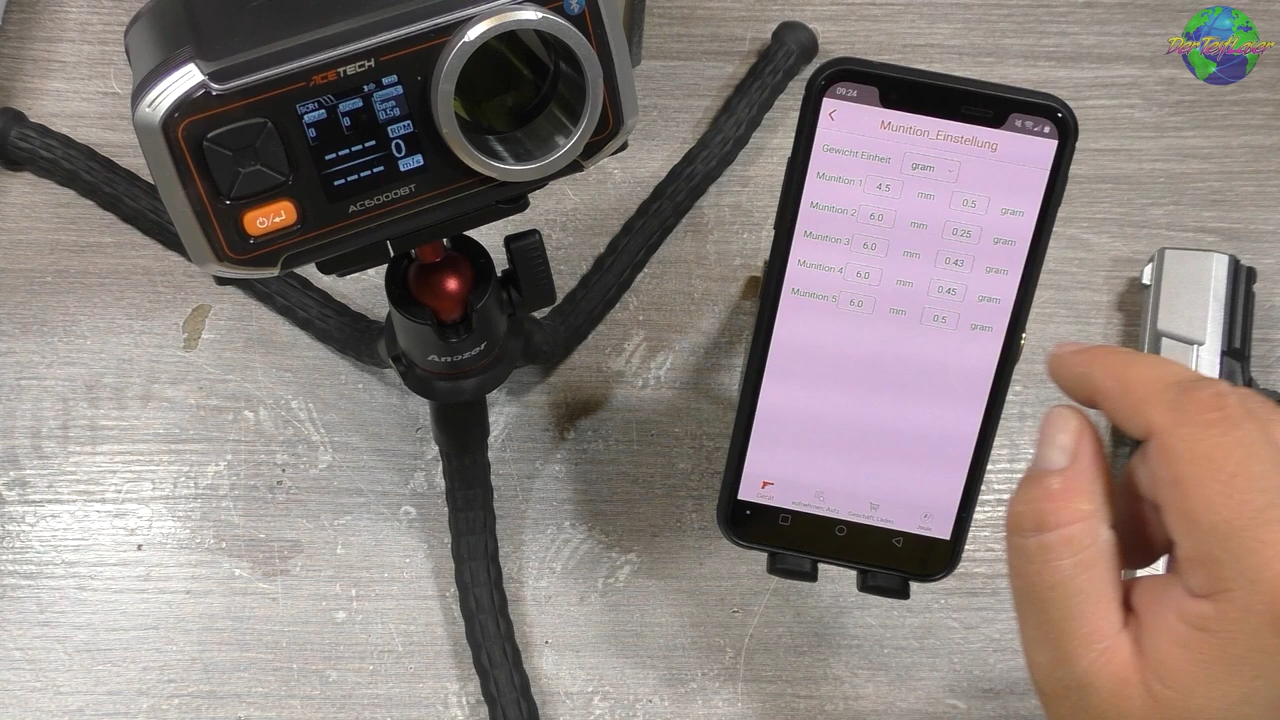 ACETECH
SCR1
Joule
0
0
6mm
0.5g
RPM
0
m/s
AC6000BT
Anozer
09:24
Munition_Einstellung
Gewicht Einheit gram
Munition 1 4.5 mm 0.5 gram
Munition 2 6.0 mm 0.25 gram
Munition 3 6.0 mm 0.43 gram
Munition 4 6.0 mm 0.45 gram
Munition 5 6.0 mm 0.5 gram
Gerät
Joule
DerTestLaier